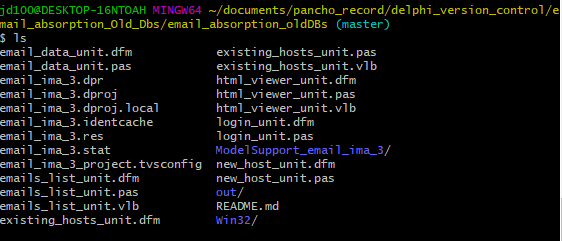 jd100@DESKTOP-16NTOAH MINGW64 ~/documents/pancho_record/delphi_version_control/e
mail_absorption_Old_Dbs/email_absorption_oldDBs (master)
$ ls
email_data_unit.dfm existing_hosts_unit.pas
email_data_unit.pas existing_hosts_unit.vlb
email_ima_3.dpr html_viewer_unit.dfm
email_ima_3.dproj html_viewer_unit.pas
email_ima_3.dproj.local html_viewer_unit.vlb
email_ima_3.identcache login_unit.dfm
email_ima_3.res login_unit.pas
email_ima_3.stat ModelSupport_email_ima_3/
email_ima_3_project.tvsconfig new_host_unit.dfm
emails_list_unit.dfm new_host_unit.pas
emails_list_unit.pas out/
emails_list_unit.vlb README.md
existing_hosts_unit.dfm Win32/